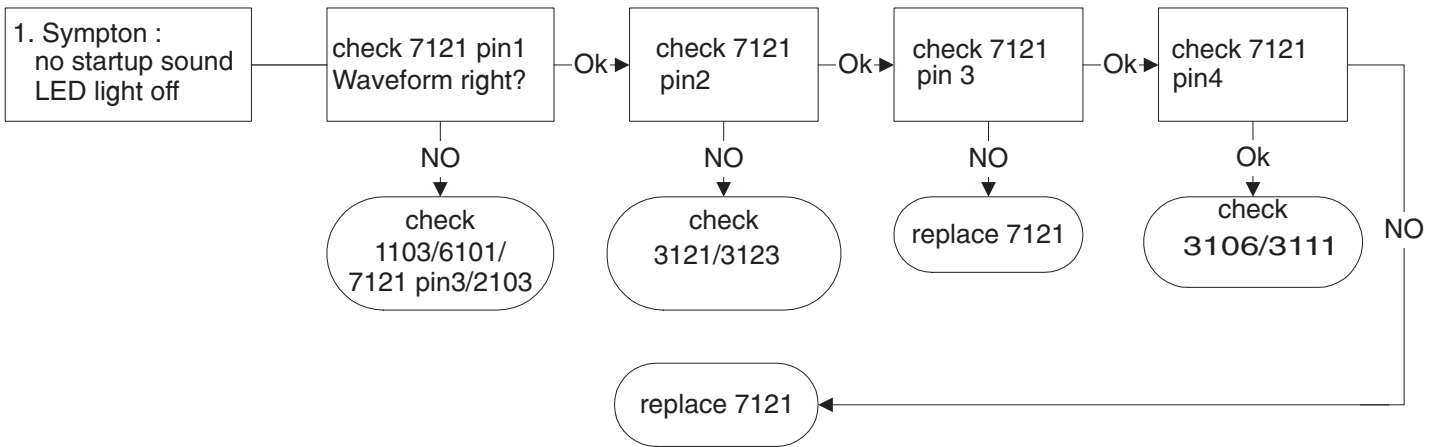 1. Sympton :
no startup sound
LED light off
check 7121 pin1
Waveform right?
Ok
check 7121
pin2
Ok
check 7121
pin 3
Ok
check 7121
pin4
NO
NO
NO
Ok
NO
check
1103/6101/
7121 pin3/2103
check
3121/3123
replace 7121
check
3106/3111
replace 7121